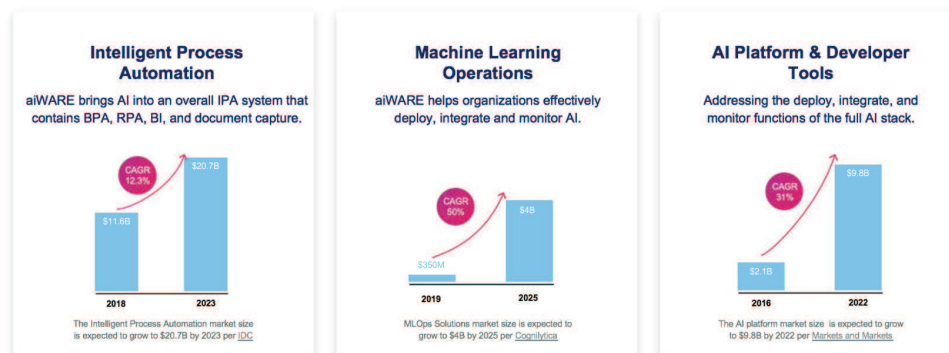 Intelligent Process
Automation
aiWARE brings AI into an overall IPA system that
contains BPA, RPA, BI, and document capture.
CAGR
12.3%
$20.7B
$11.6B
2018
2023
The Intelligent Process Automation market size
is expected to grow to $20.7B by 2023 per IDC
Machine Learning
Operations
aiWARE helps organizations effectively
deploy, integrate and monitor AI.
CAGR
50%
$4B
$350M
2019
2025
MLOps Solutions market size is expected to
grow to $4B by 2025 per Cognilytica
AI Platform & Developer
Tools
Addressing the deploy, integrate, and
monitor functions of the full AI stack.
CAGR
31%
$9.8B
$2.1B
2016
2022
The AI platform market size is expected to grow
to $9.8B by 2022 per Markets and Markets